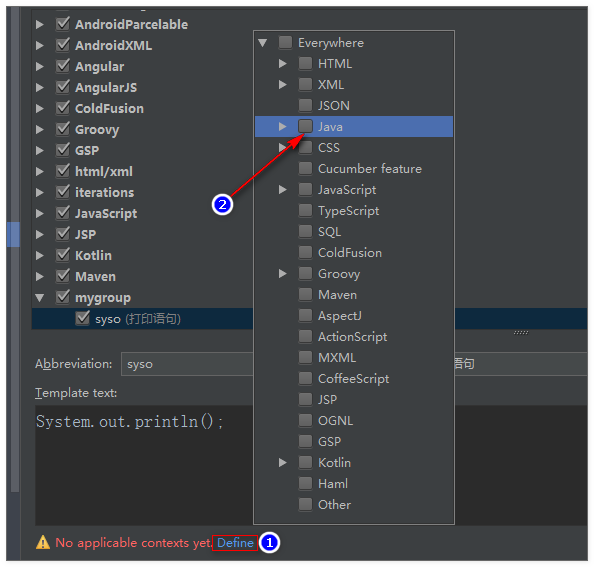 AndroidParcelable
AndroidXML
Angular
AngularJS
ColdFusion
Groovy
GSP
html/xml
iterations
JavaScript
JSP
Kotlin
Maven
mygroup
syso (打印语句)
Everywhere
HTML
XML
JSON
Java
CSS
Cucumber feature
JavaScript
TypeScript
SQL
ColdFusion
Groovy
Maven
AspectJ
ActionScript
MXML
CoffeeScript
JSP
OGNL
GSP
Kotlin
Haml
Other
2
Abbreviation: syso 语句
Template text:
System.out.println();
No applicable contexts yet. Define 1